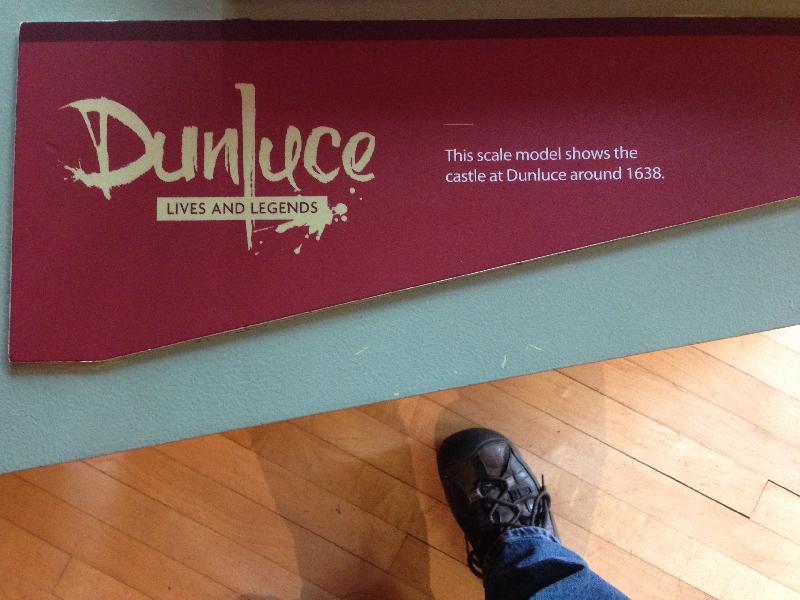 Dunluce
LIVES AND LEGENDS
This scale model shows the
castle at Dunluce around 1638.